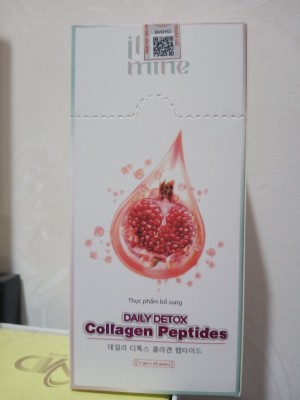 mine
Thực phẩm bổ sung
DAILY DETOX
Collagen Peptides
데일리 디톡스 콜라겐 펩타이드